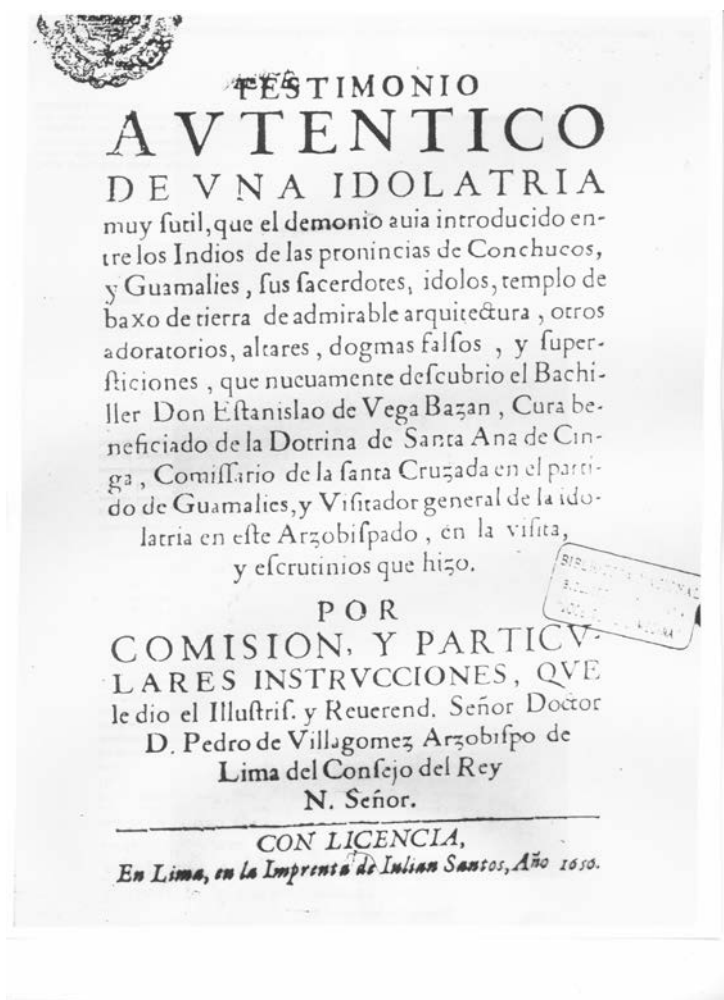 TESTIMONIO
AVTENTICO
DE VNA IDOLATRIA
muy ſutil, que el demonio auia introducido en-
tre los Indios de las prouincias de Conchucos,
y Guamalies, ſus ſacerdotes, idolos, templo de
baxo de tierra de admirable arquitectura, otros
adoratorios, altares, dogmas falſos, y ſuper-
ſticiones, que nueuamente deſcubrio el Bachi-
ller Don Eſtanislao de Vega Bazan, Cura be-
neficiado de la Dotrina de Santa Ana de Cin-
ga, Comiſſario de la ſanta Cruzada en el parti-
do de Guamalies, y Viſitador general de la ido-
latria en eſte Arzobiſpado, en la viſita,
y eſcrutinios que hizo.
POR
COMISION, Y PARTICV-
LARES INSTRVCCIONES, QVE
le dio el Illuſtriſ. y Reuerend. Señor Doctor
D. Pedro de Villagomez Arzobiſpo de
Lima del Conſejo del Rey
N. Señor.
CON LICENCIA,
En Lima, en la Imprenta de Iulian Santos, Año 1656.
BIBLIOTECA NACIONAL